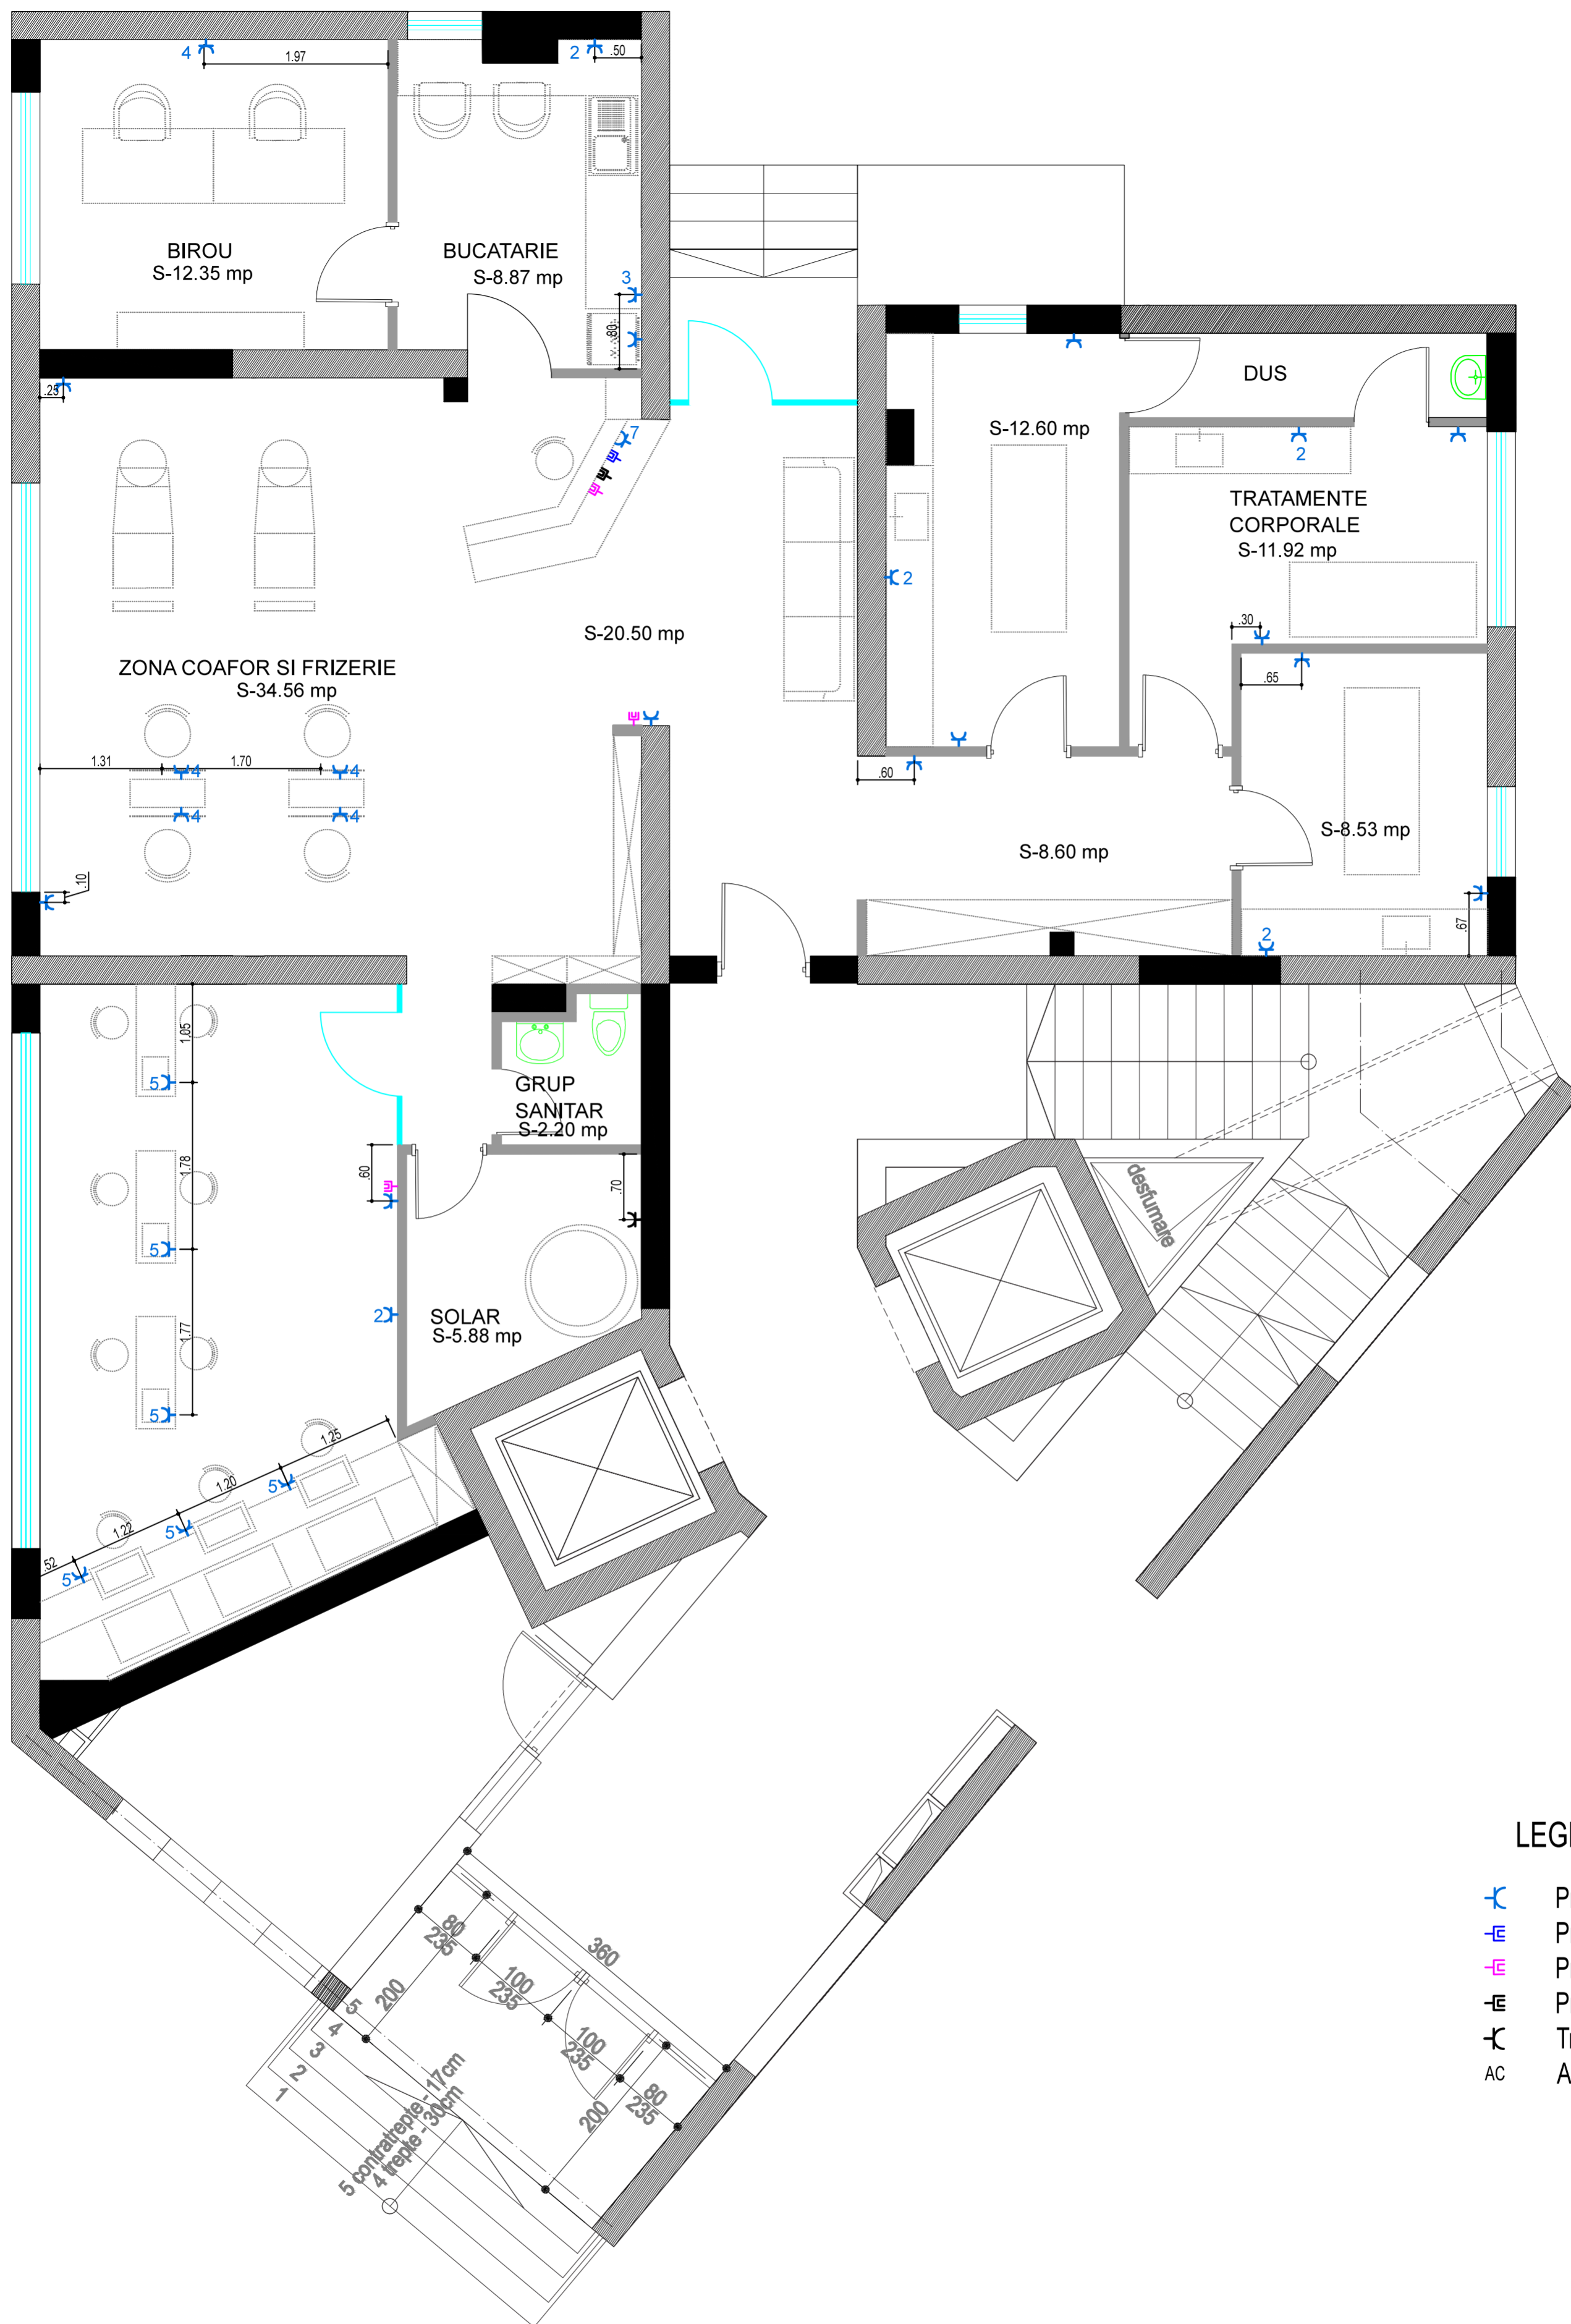 4
1.97
2
.50
BIROU
S-12.35 mp
BUCATARIE
S-8.87 mp
3
.80
.25
7
DUS
S-12.60 mp
2
TRATAMENTE
CORPORALE
S-11.92 mp
2
.30
.65
S-20.50 mp
ZONA COAFOR SI FRIZERIE
S-34.56 mp
1.31
4
1.70
4
4
4
.60
S-8.53 mp
S-8.60 mp
.10
.67
2
1.05
5
GRUP
SANITAR
S-2.20 mp
1.78
.60
.70
desfumare
5
2
SOLAR
S-5.88 mp
1.77
5
1.25
5
1.20
5
1.22
5
.52
LEG
P
P
P
P
T
AC
A
80
235
360
100
235
200
100
235
80
235
200
5
4
3
2
1
5 contratrepte - 17cm
4 trepte - 30cm